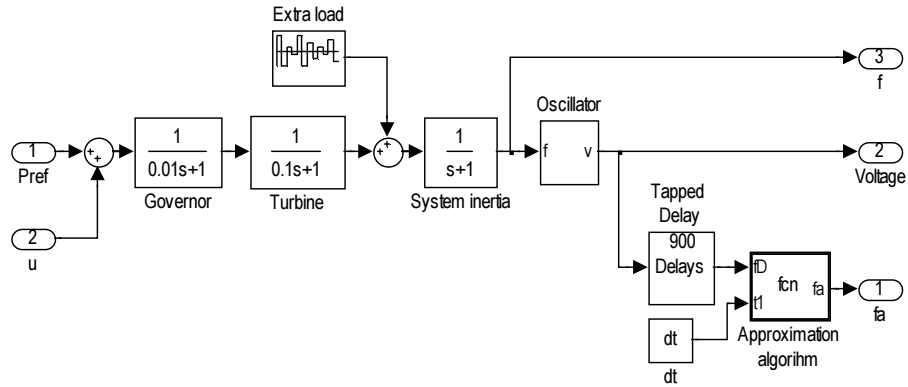 Extra load
3
f
Oscillator
1
Pref
+
+
1
0.01s+1
Governor
1
0.1s+1
Turbine
+
+
1
s+1
System inertia
f
v
2
Voltage
2
u
Tapped
Delay
900
Delays
fD
t1
fcn
fa
1
fa
dt
dt
Approximation
algorihm